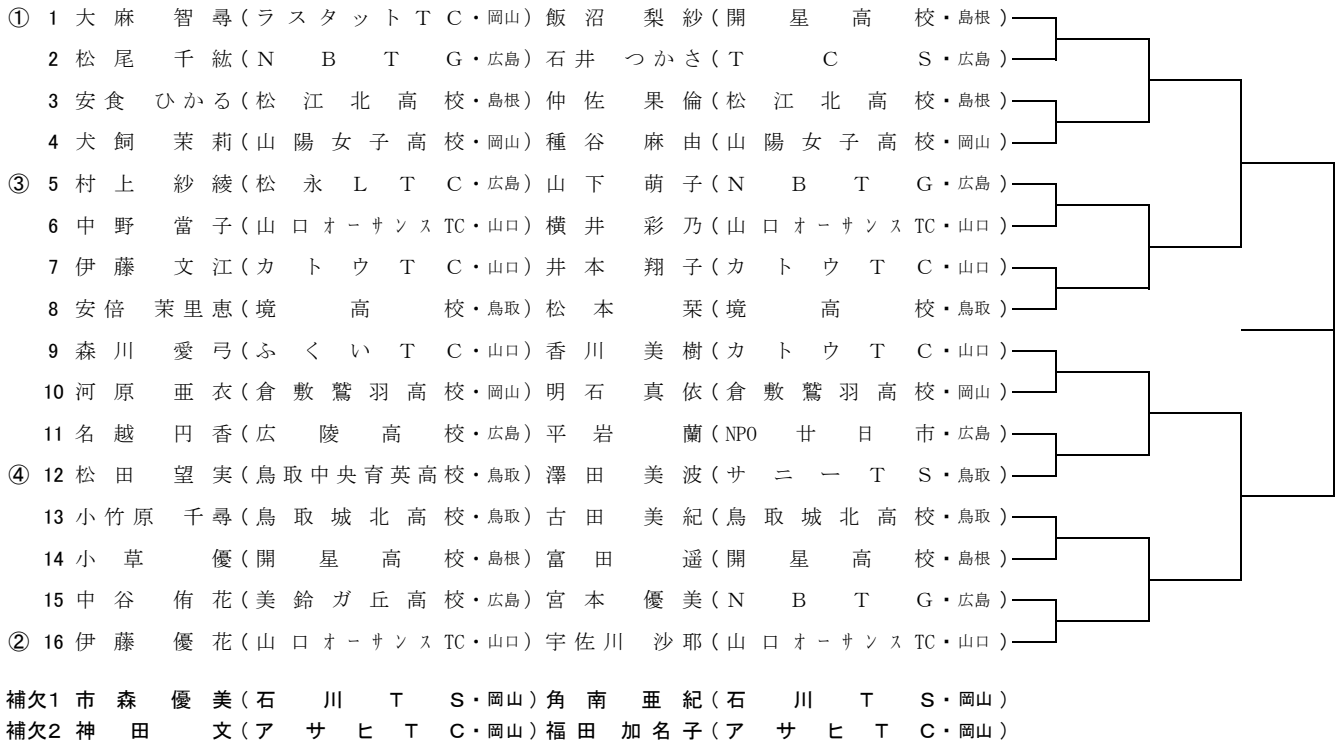 ① 1 大麻 智尋(ラスタットTC・岡山) 飯沼 梨紗(開星高校・島根)
2 松尾 千紘(NBTG・広島) 石井 つかさ(TCS・広島)
3 安食 ひかる(松江北高校・島根) 仲佐 果倫(松江北高校・島根)
4 犬飼 茉莉(山陽女子高校・岡山) 種谷 麻由(山陽女子高校・岡山)
③ 5 村上 紗綾(松永LTC・広島) 山下 萌子(NBTG・広島)
6 中野 當子(山口オーサンスTC・山口) 横井 彩乃(山口オーサンスTC・山口)
7 伊藤 文江(カトウTC・山口) 井本 翔子(カトウTC・山口)
8 安倍 茉里恵(境高校・鳥取) 松本 栞(境高校・鳥取)
9 森川 愛弓(ふくいTC・山口) 香川 美樹(カトウTC・山口)
10 河原 亜衣(倉敷鷲羽高校・岡山) 明石 真依(倉敷鷲羽高校・岡山)
11 名越 円香(広陵高校・広島) 平岩 蘭(NPO廿日市・広島)
④ 12 松田 望実(鳥取中央育英高校・鳥取) 澤田 美波(サニーTS・鳥取)
13 小竹原 千尋(鳥取城北高校・鳥取) 古田 美紀(鳥取城北高校・鳥取)
14 小草 優(開星高校・島根) 富田 遥(開星高校・島根)
15 中谷 侑花(美鈴ガ丘高校・広島) 宮本 優美(NBTG・広島)
② 16 伊藤 優花(山口オーサンスTC・山口) 宇佐川 沙耶(山口オーサンスTC・山口)
補欠1 市森 優美(石川TS・岡山) 角南 亜紀(石川TS・岡山)
補欠2 神田 文(アサヒTC・岡山) 福田 加名子(アサヒTC・岡山)